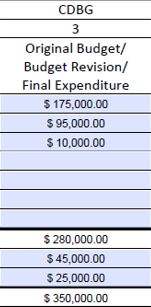 CDBG
3
Original Budget/
Budget Revision/
Final Expenditure
$ 175,000.00
$ 95,000.00
$ 10,000.00
$ 280,000.00
$ 45,000.00
$ 25,000.00
$ 350,000.00